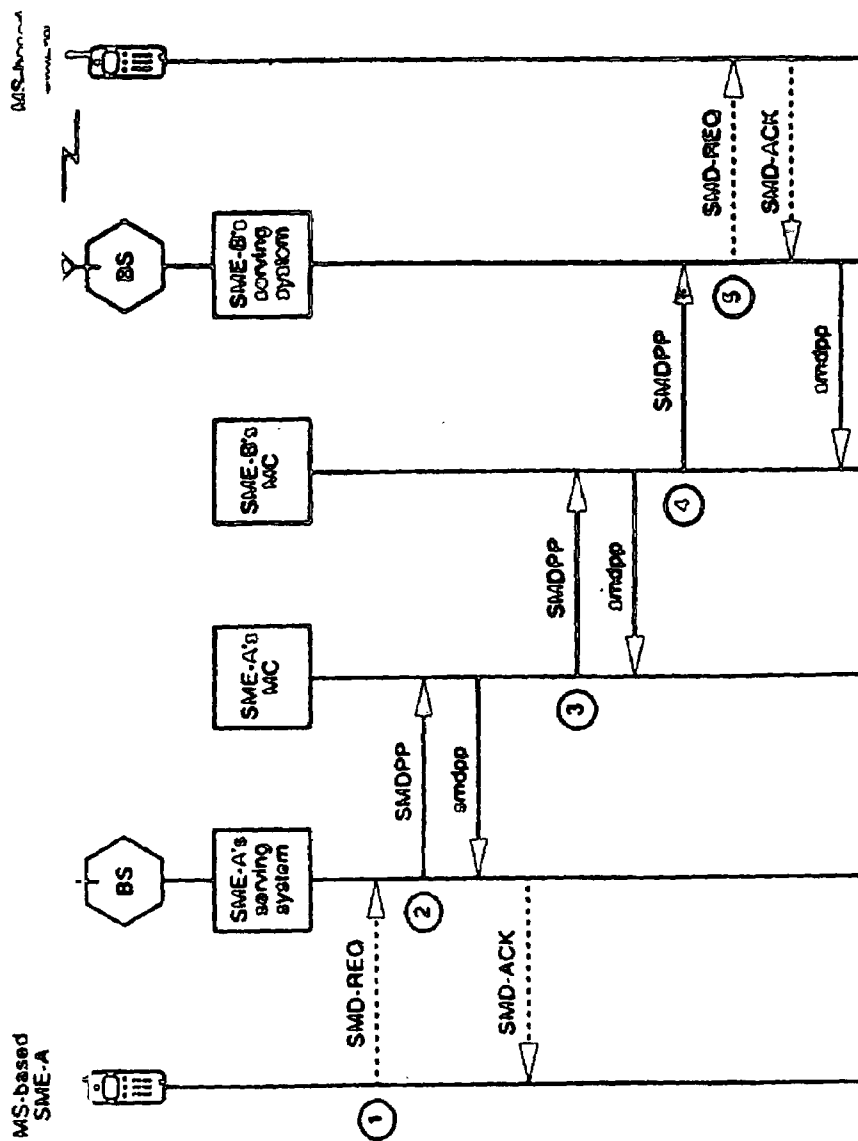 MS-based
SME-A
BS
BS
SME-A's
serving
system
SME-A's
MC
SME-B's
MC
SME-B's
serving
system
SMD-REQ
1
SMDPP
2
smdpp
SMD-ACK
SMDPP
3
smdpp
SMDPP
4
SMD-REQ
5
SMD-ACK
smdpp